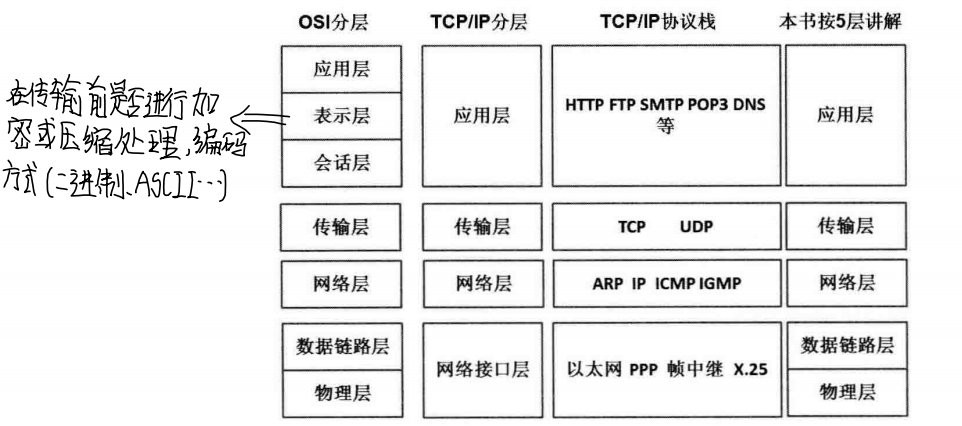 OSI分层
TCP/IP分层
TCP/IP协议栈
本书按5层讲解
应用层
表示层
会话层
应用层
HTTP FTP SMTP POP3 DNS
等
应用层
在传输前是否进行加
密或压缩处理,编码
方式(二进制、ASCII…)
传输层
传输层
TCP UDP
传输层
网络层
网络层
ARP IP ICMP IGMP
网络层
数据链路层
物理层
网络接口层
以太网 PPP 帧中继 X.25
数据链路层
物理层